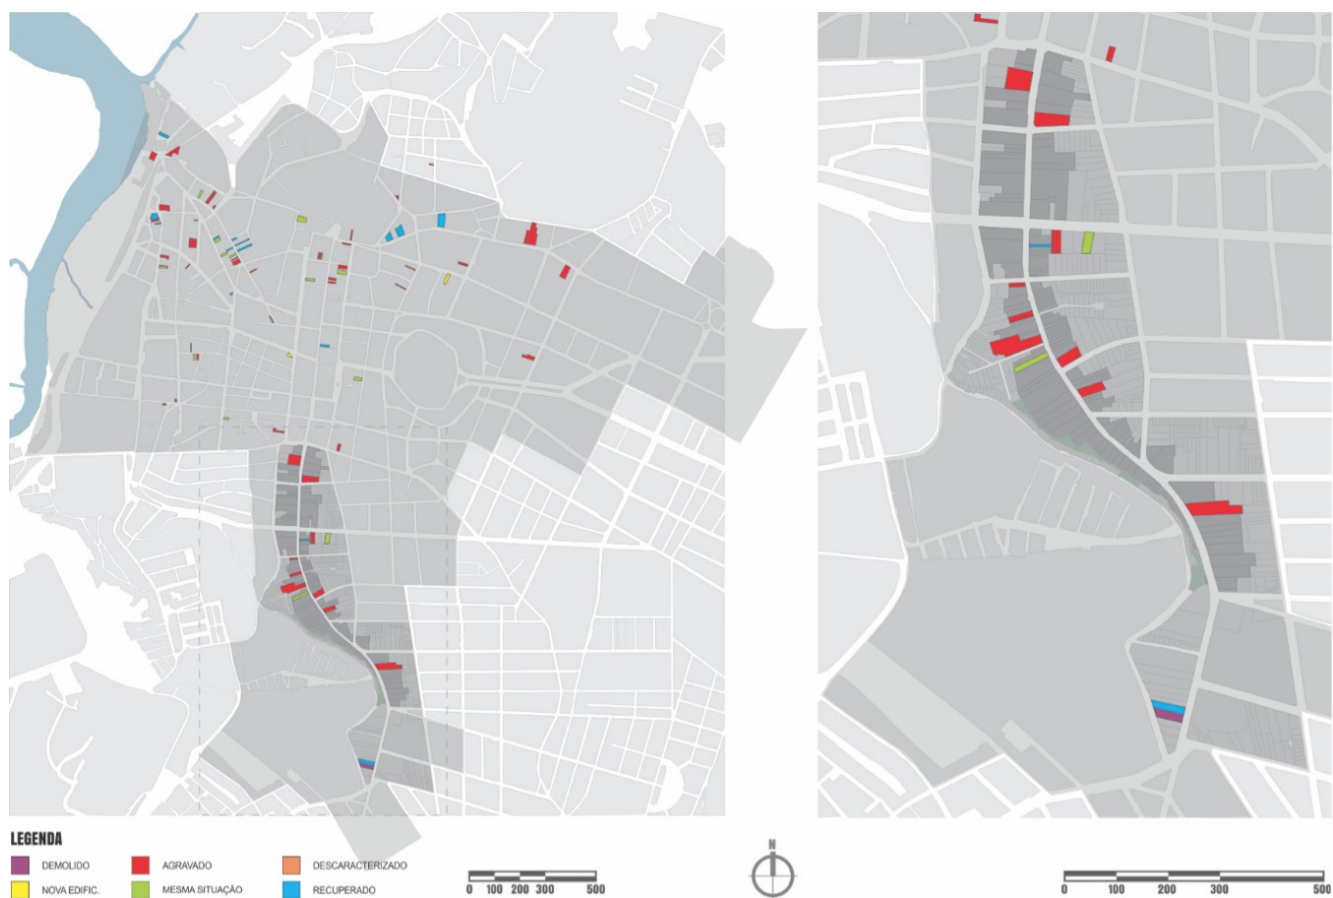 LEGENDA
DEMOLIDO
AGRAVADO
DESCARACTERIZADO
NOVA EDIFIC.
MESMA SITUAÇÃO
RECUPERADO
0 100 200 300 500
N
0 100 200 300 500